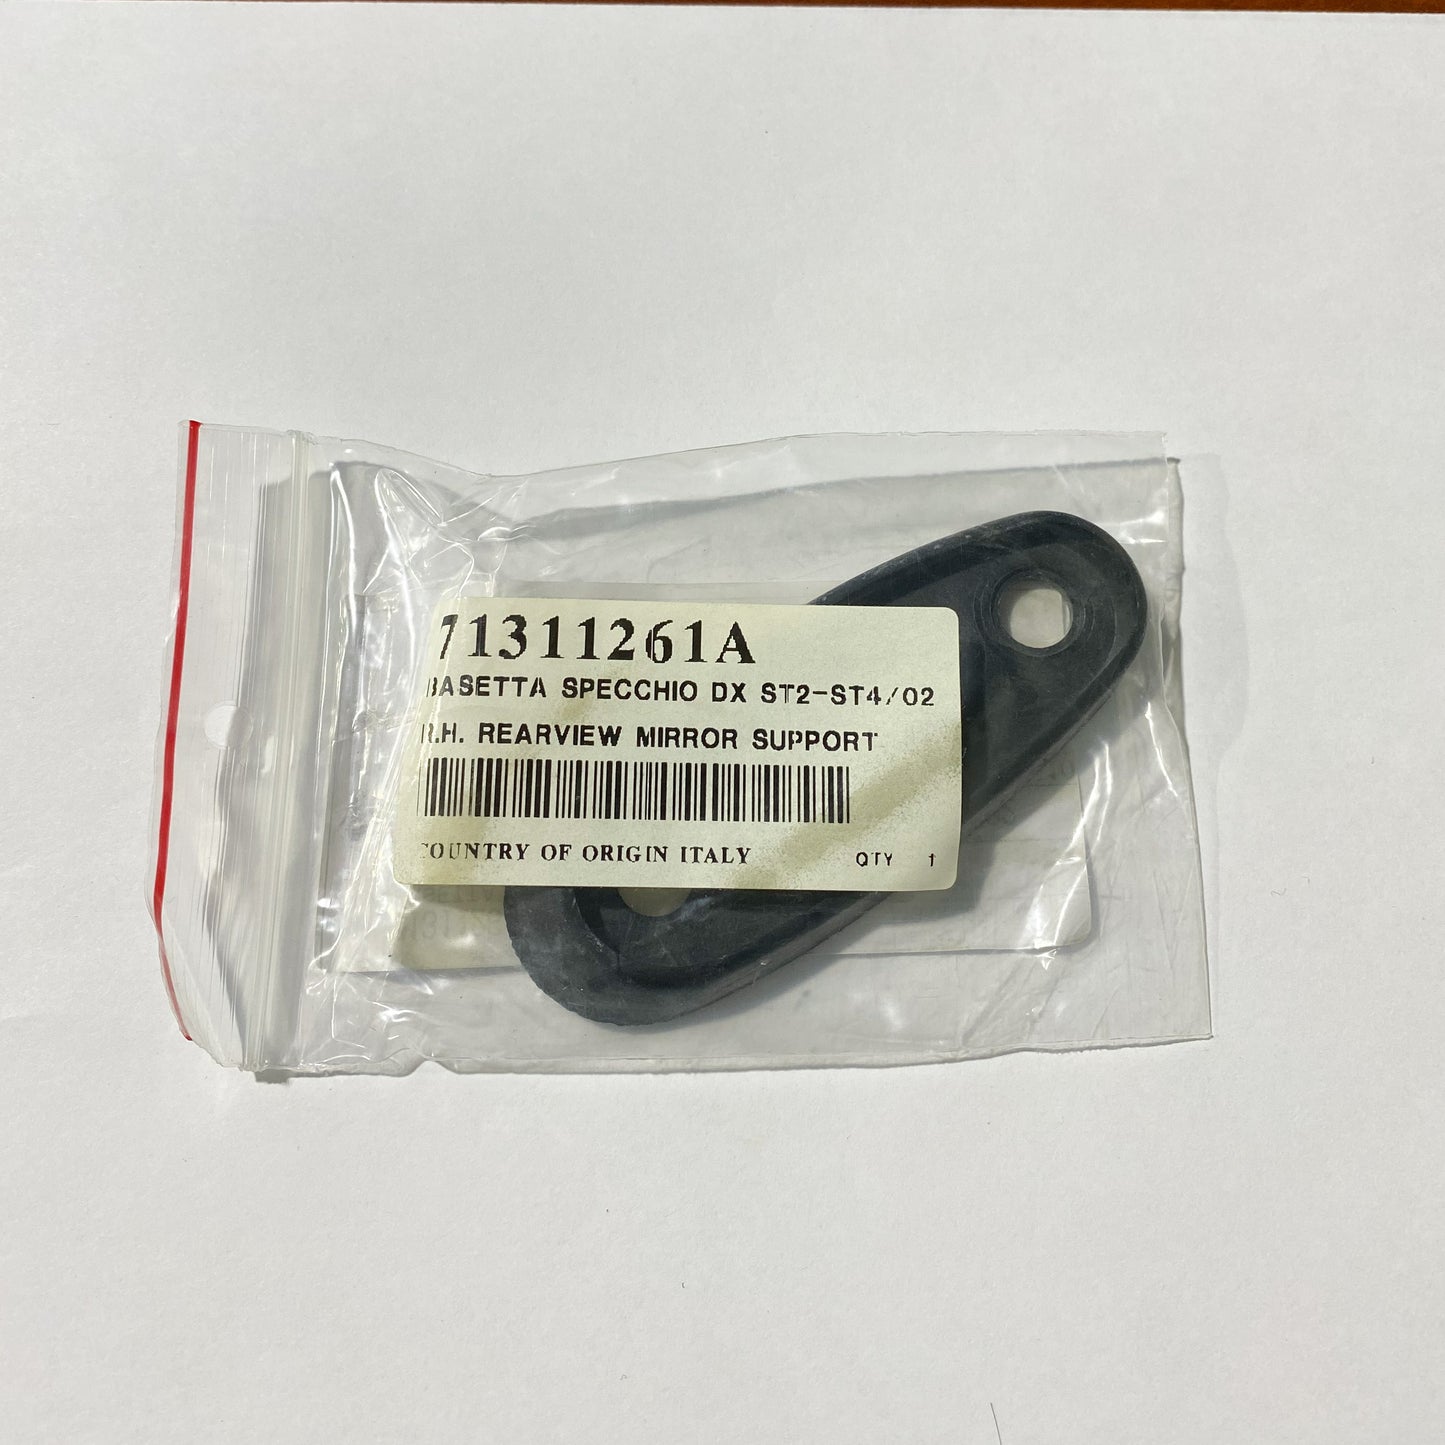 71311261A
BASETTA SPECCHIO DX ST2-ST4/02
R.H. REARVIEW MIRROR SUPPORT
COUNTRY OF ORIGIN ITALY QTY 1